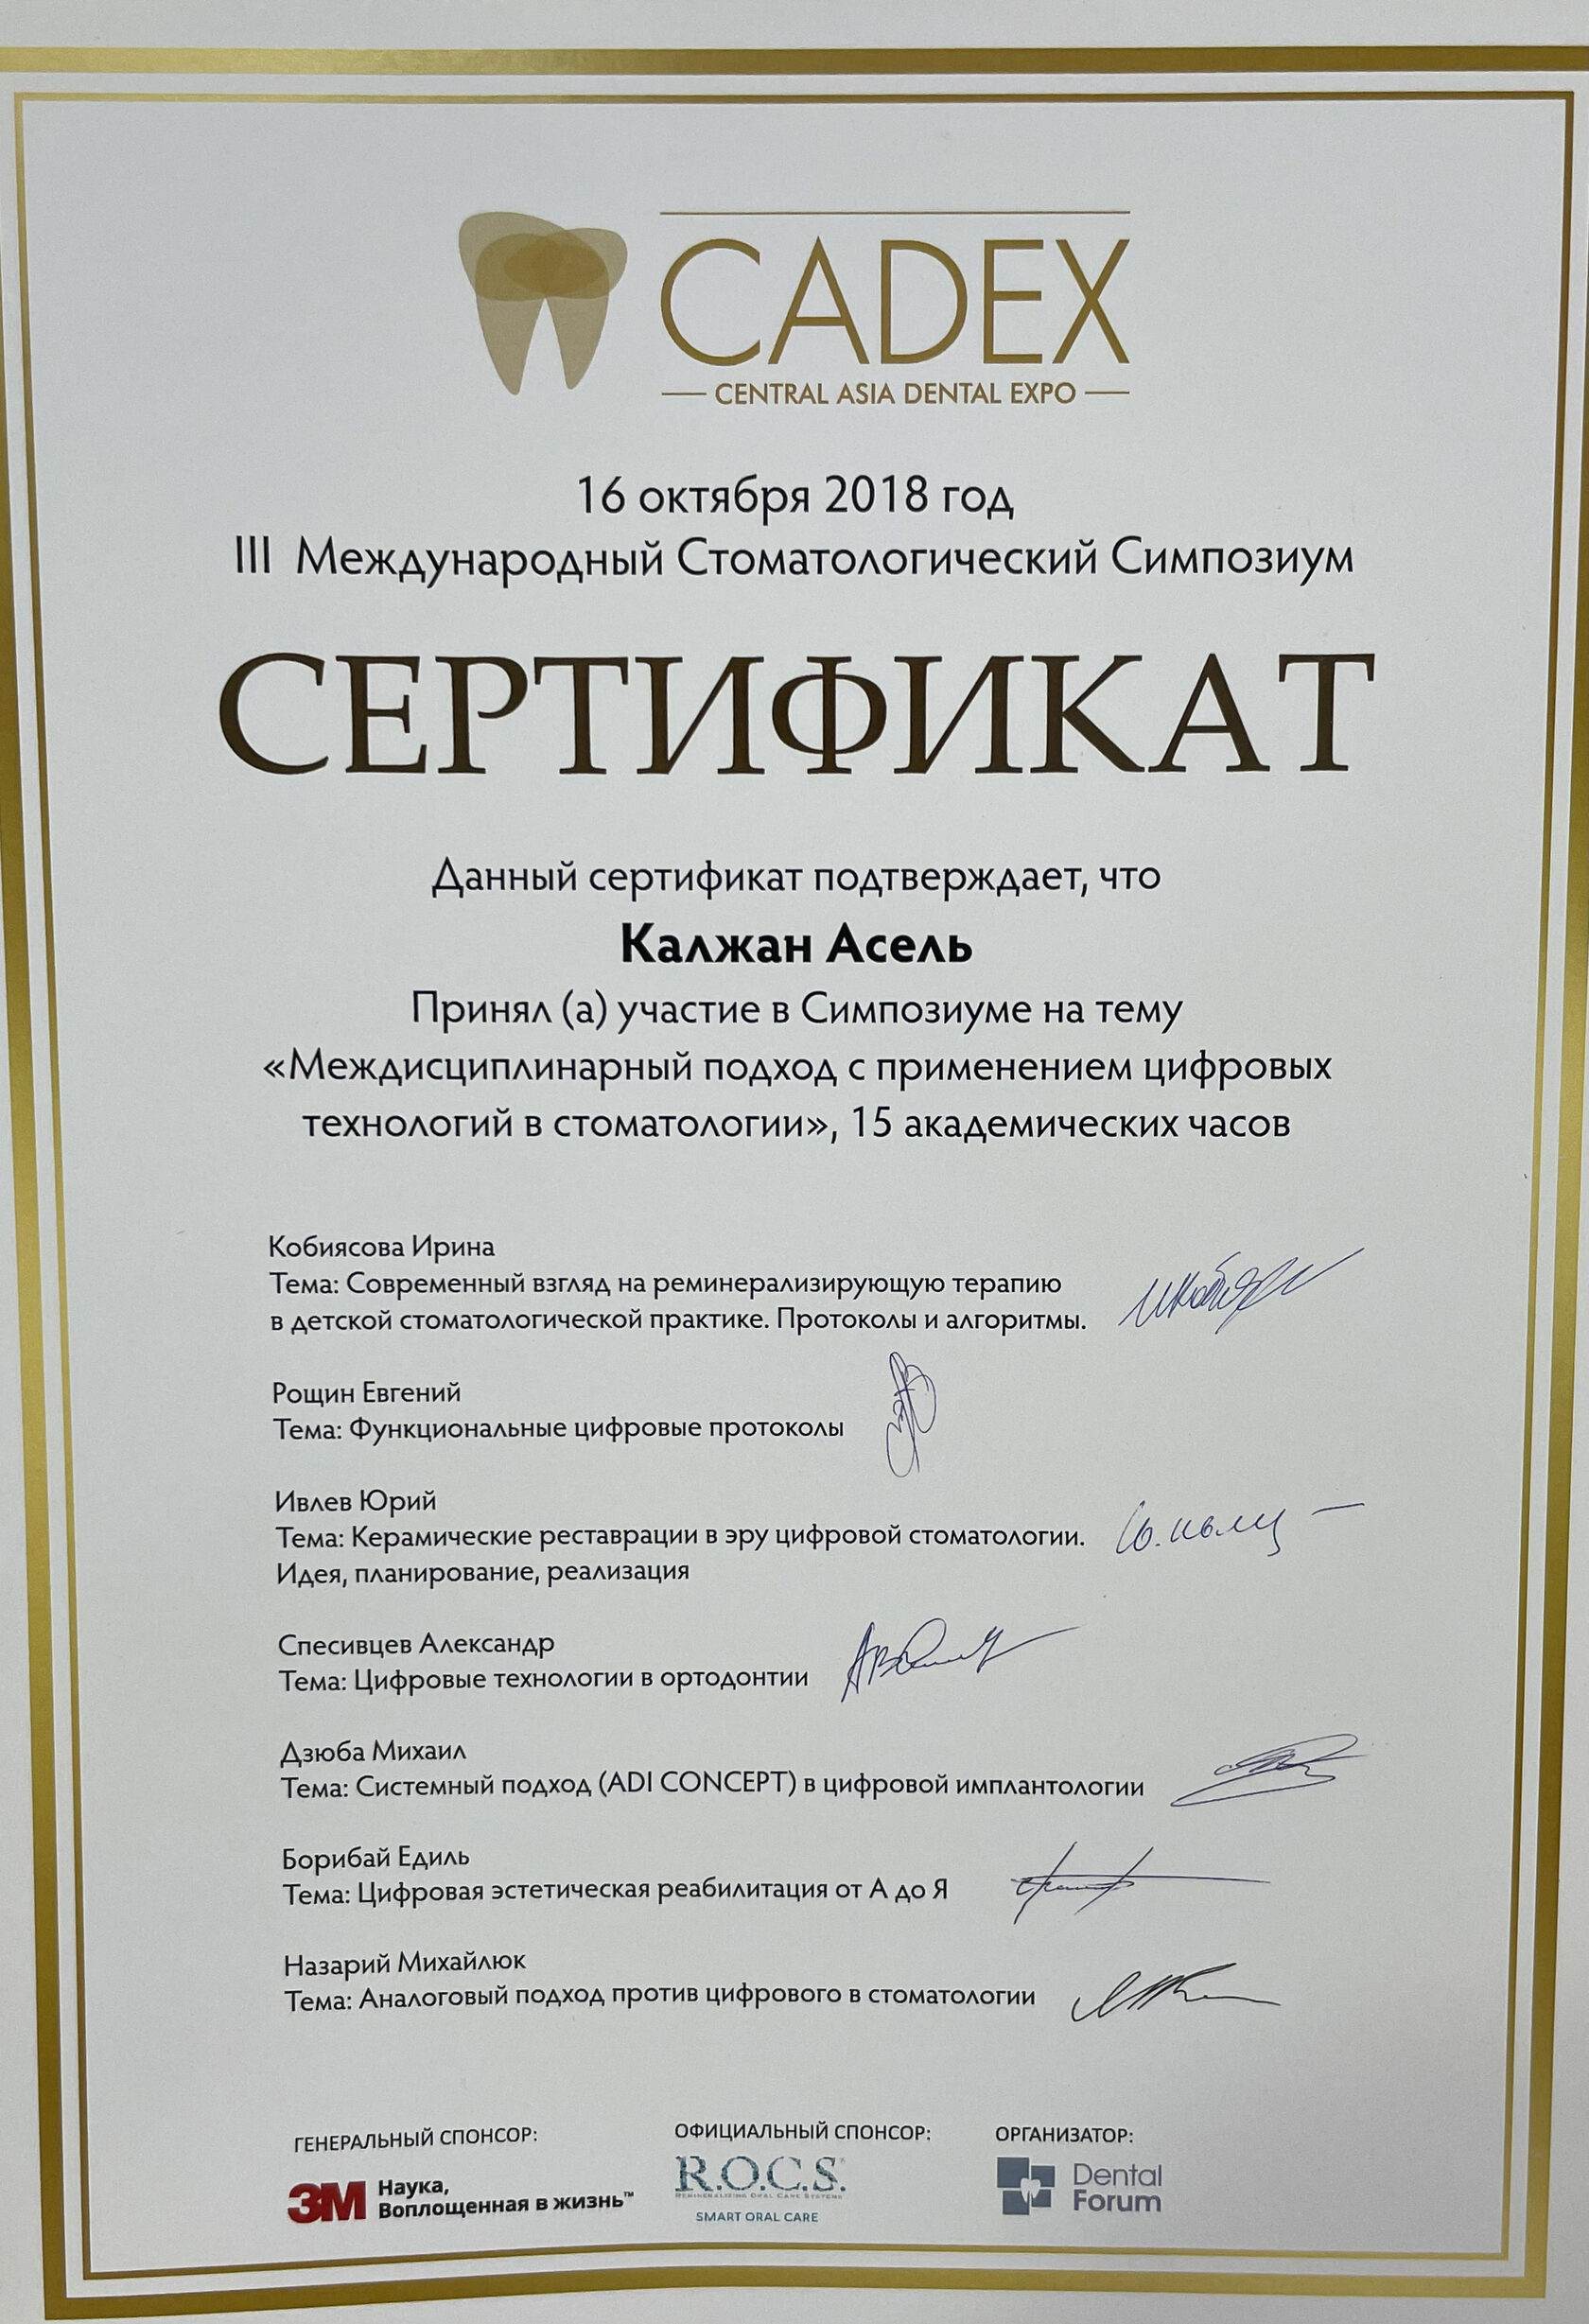 CADEX
CENTRAL ASIA DENTAL EXPO
16 октября 2018 год
III Международный Стоматологический Симпозиум
СЕРТИФИКАТ
Данный сертификат подтверждает, что
Калжан Асель
Принял (а) участие в Симпозиуме на тему
«Междисциплинарный подход с применением цифровых
технологий в стоматологии», 15 академических часов
Кобиясова Ирина
Тема: Современный взгляд на реминерализирующую терапию
в детской стоматологической практике. Протоколы и алгоритмы.
Рощин Евгений
Тема: Функциональные цифровые протоколы
Ивлев Юрий
Тема: Керамические реставрации в эру цифровой стоматологии.
Идея, планирование, реализация
Спесивцев Александр
Тема: Цифровые технологии в ортодонтии
Дзюба Михаил
Тема: Системный подход (ADI CONCEPT) в цифровой имплантологии
Борибай Едиль
Тема: Цифровая эстетическая реабилитация от А до Я
Назарий Михайлюк
Тема: Аналоговый подход против цифрового в стоматологии
ГЕНЕРАЛЬНЫЙ СПОНСОР:
3M Наука,
Воплощенная в жизнь™
ОФИЦИАЛЬНЫЙ СПОНСОР:
R.O.C.S.
REMINERALIZING ORAL CARE SYSTEMS
SMART ORAL CARE
ОРГАНИЗАТОР:
Dental
Forum